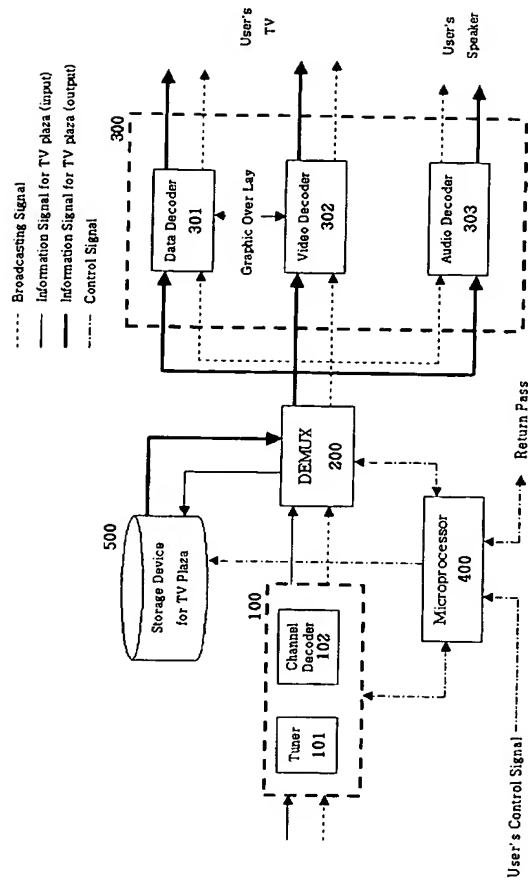 Broadcasting Signal
Information Signal for TV plaza (input)
Information Signal for TV plaza (output)
Control Signal
500
Storage Device
for TV Plaza
300
Data Decoder
301
User's
TV
Graphic Over Lay
100
Tuner
101
Channel
Decoder
102
DEMUX
200
Video Decoder
302
Microprocessor
400
Audio Decoder
303
User's
Speaker
User's Control Signal
Return Pass